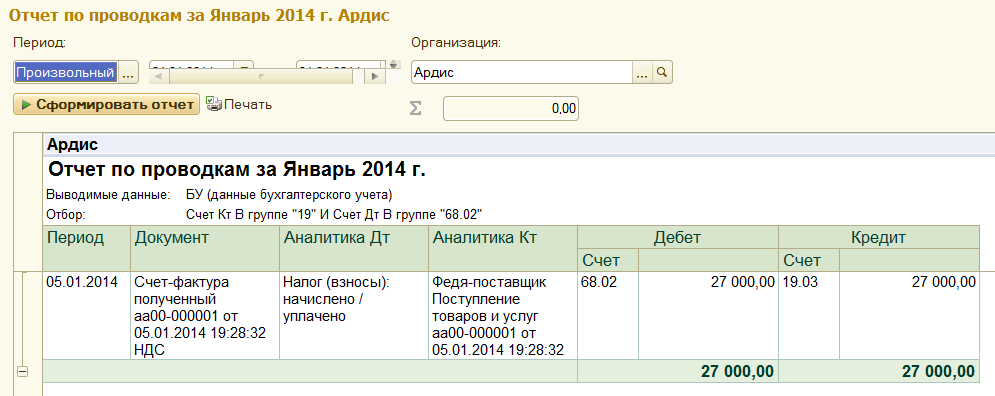 Отчет по проводкам за Январь 2014 г. Ардис
Период:
Организация:
Произвольный ...
Ардис ...
Сформировать отчет
Печать
Σ 0,00
Ардис
Отчет по проводкам за Январь 2014 г.
Выводимые данные: БУ (данные бухгалтерского учета)
Отбор: Счет Кт В группе "19" И Счет Дт В группе "68.02"
Период Документ Аналитика Дт Аналитика Кт Дебет Кредит
Счет Счет
05.01.2014 Счет-фактура Налог (взносы): Федя-поставщик 68.02 27 000,00 19.03 27 000,00
полученный начислено / Поступление
аа00-000001 от уплачено товаров и услуг
05.01.2014 19:28:32 аа00-000001 от
НДС 05.01.2014 19:28:32
27 000,00 27 000,00